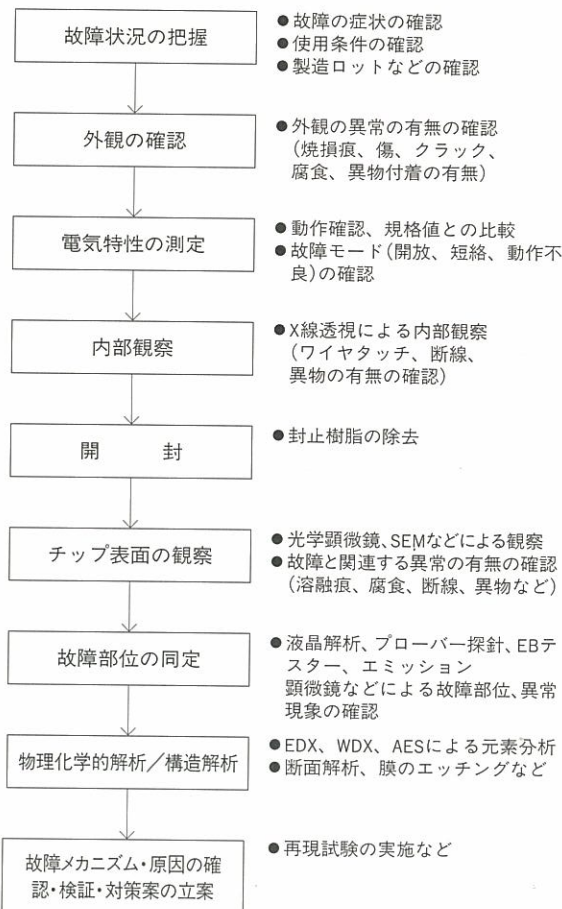 故障状況の把握
●故障の症状の確認
●使用条件の確認
●製造ロットなどの確認
外観の確認
●外観の異常の有無の確認
(焼損痕、傷、クラック、
腐食、異物付着の有無)
電気特性の測定
●動作確認、規格値との比較
●故障モード(開放、短絡、動作不
良)の確認
内部観察
●X線透視による内部観察
(ワイヤタッチ、断線、
異物の有無の確認)
開　封
●封止樹脂の除去
チップ表面の観察
●光学顕微鏡、SEMなどによる観察
●故障と関連する異常の有無の確認
(溶融痕、腐食、断線、異物など)
故障部位の同定
●液晶解析、プローバー探針、EBテ
スター、エミッション
顕微鏡などによる故障部位、異常
現象の確認
物理化学的解析／構造解析
●EDX、WDX、AESによる元素分析
●断面解析、膜のエッチングなど
故障メカニズム・原因の確
認・検証・対策案の立案
●再現試験の実施など